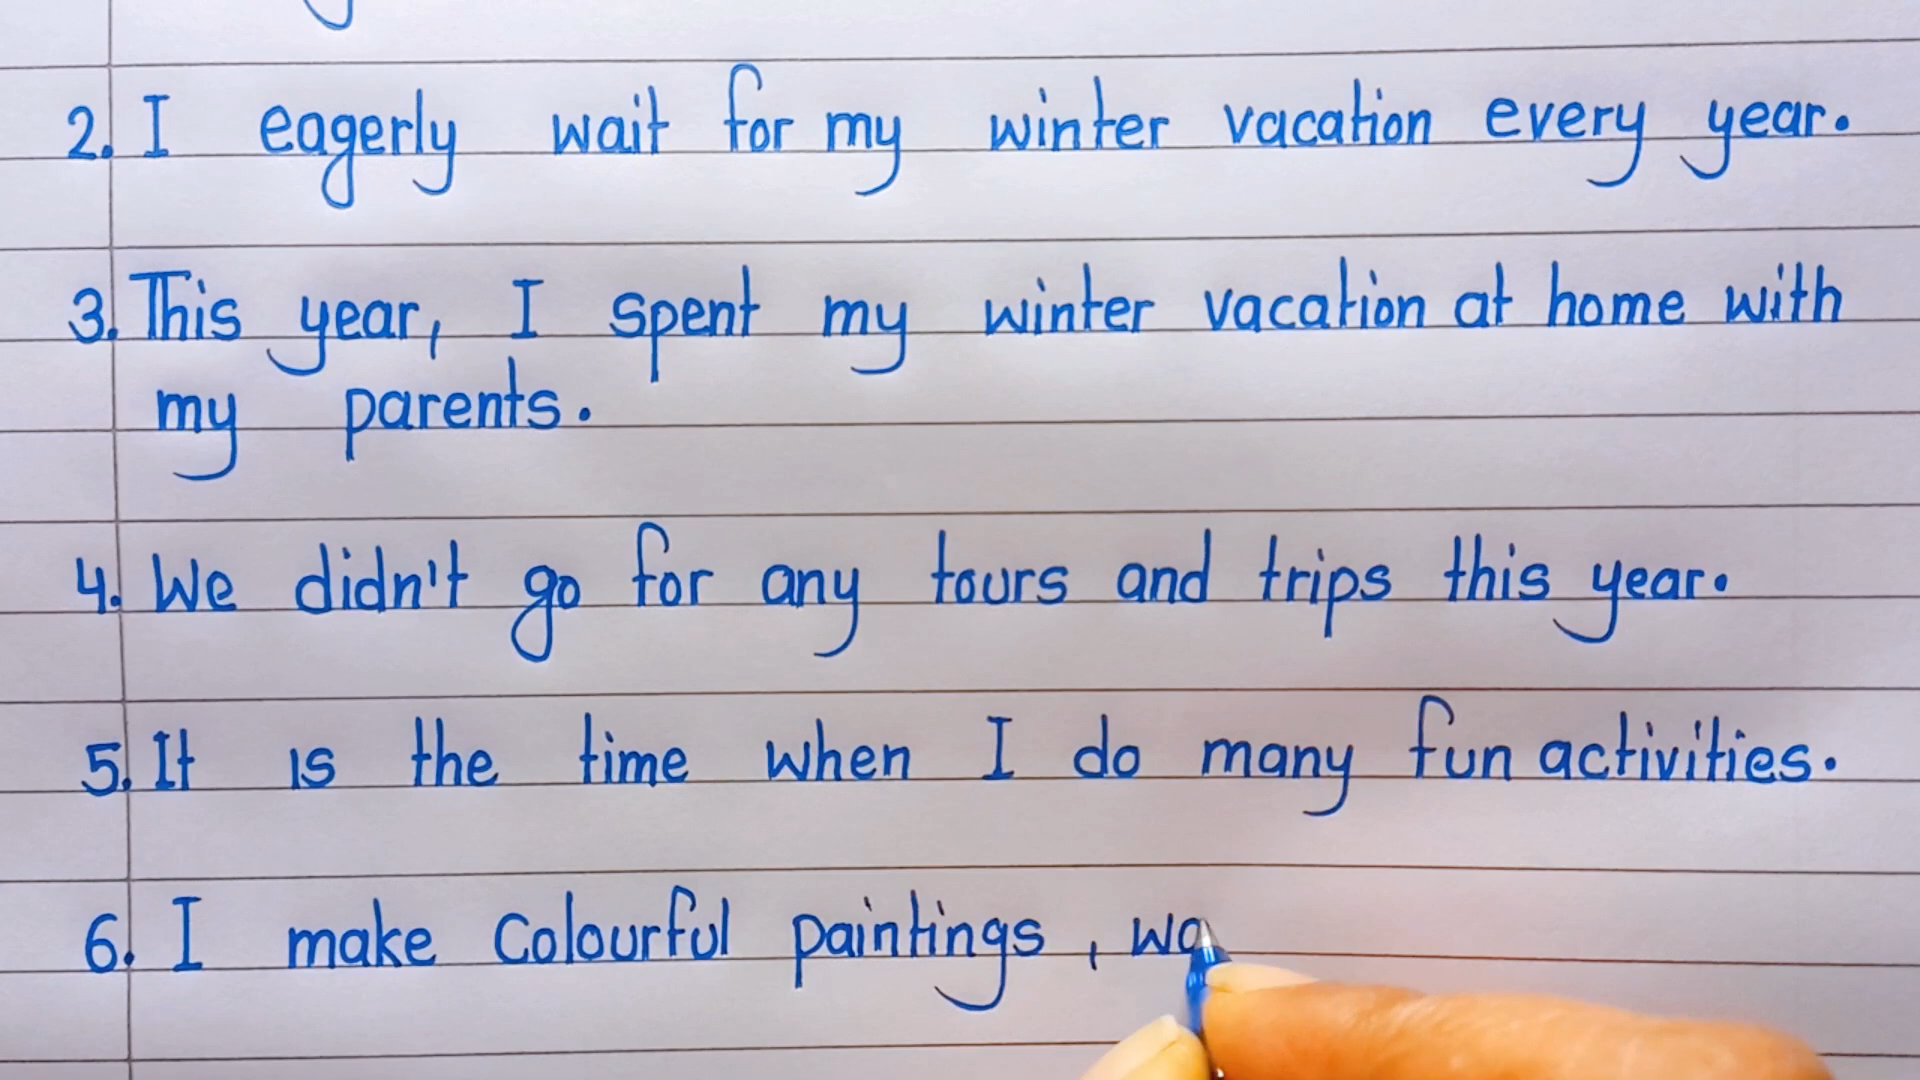 2. I eagerly wait for my winter vacation every year.
3. This year, I spent my winter vacation at home with
my parents.
4. We didn't go for any tours and trips this year.
5. It is the time when I do many fun activities.
6. I make Colourful paintings,